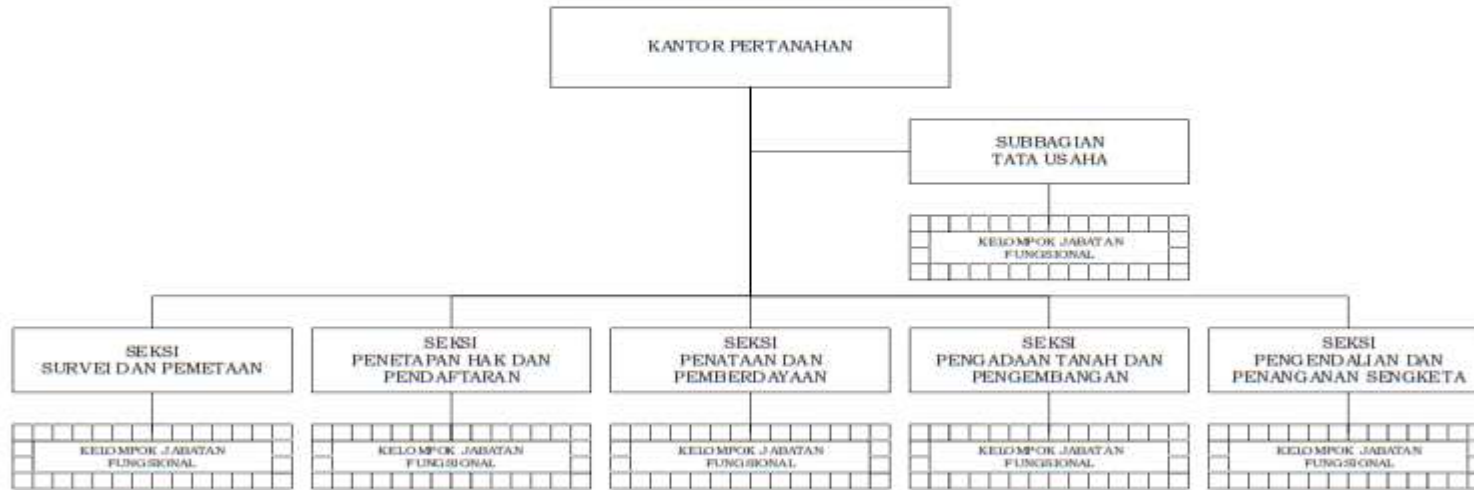 KANTOR PERTANAHAN
SUBBAGIAN
TATA USAHA
KELOMPOK JABATAN
FUNGSIONAL
SEKSI
SURVEI DAN PEMETAAN
SEKSI
PENETAPAN HAK DAN
PENDAFTARAN
SEKSI
PENATAAN DAN
PEMBERDAYAAN
SEKSI
PENGADAAN TANAH DAN
PENGEMBANGAN
SEKSI
PENGENDALIAN DAN
PENANGANAN SENGKETA
KELOMPOK JABATAN
FUNGSIONAL
KELOMPOK JABATAN
FUNGSIONAL
KELOMPOK JABATAN
FUNGSIONAL
KELOMPOK JABATAN
FUNGSIONAL
KELOMPOK JABATAN
FUNGSIONAL